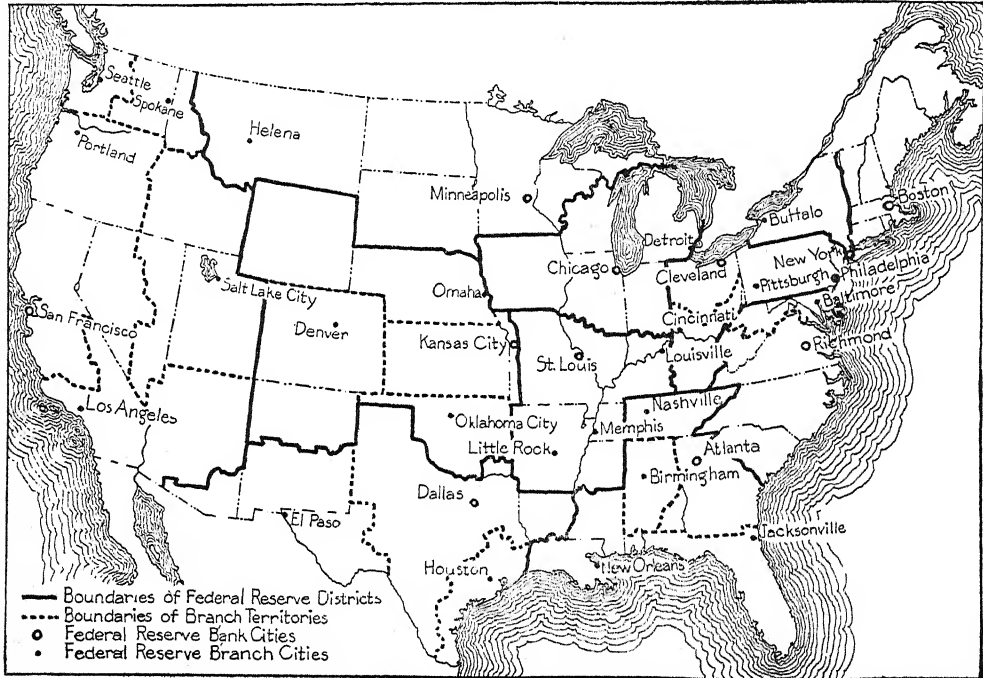 Seattle
Spokane
Helena
Portland
Minneapolis
Boston
Buffalo
Detroit
New York
Chicago
Cleveland
Pittsburgh
Philadelphia
Salt Lake City
Omaha
Baltimore
San Francisco
Denver
Cincinnati
Kansas City
Richmond
St. Louis
Louisville
Los Angeles
Nashville
Oklahoma City
Memphis
Little Rock
Atlanta
Birmingham
Dallas
El Paso
Jacksonville
Houston
New Orleans
Boundaries of Federal Reserve Districts
Boundaries of Branch Territories
Federal Reserve Bank Cities
Federal Reserve Branch Cities